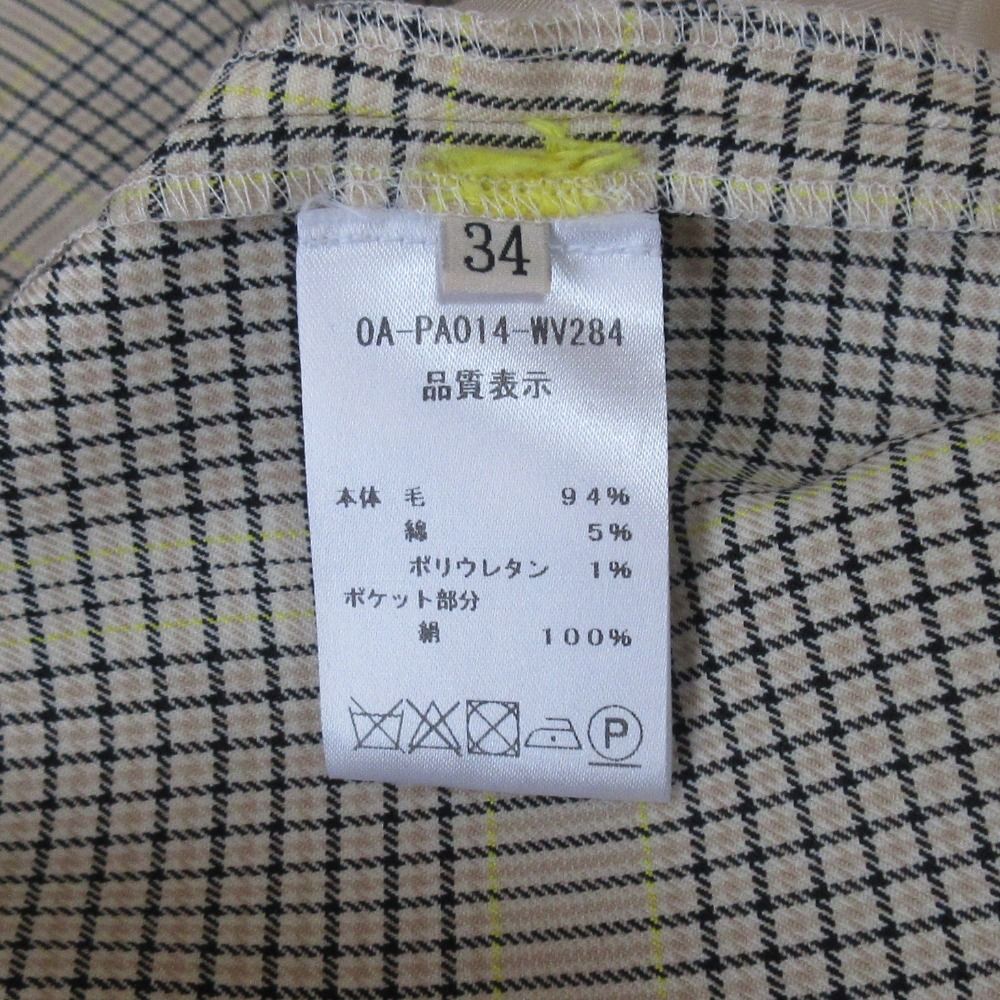 34
0A-PA014-WV284
品質表示
本体 毛 94%
綿 5%
ポリウレタン 1%
ポケット部分
絹 100%
P